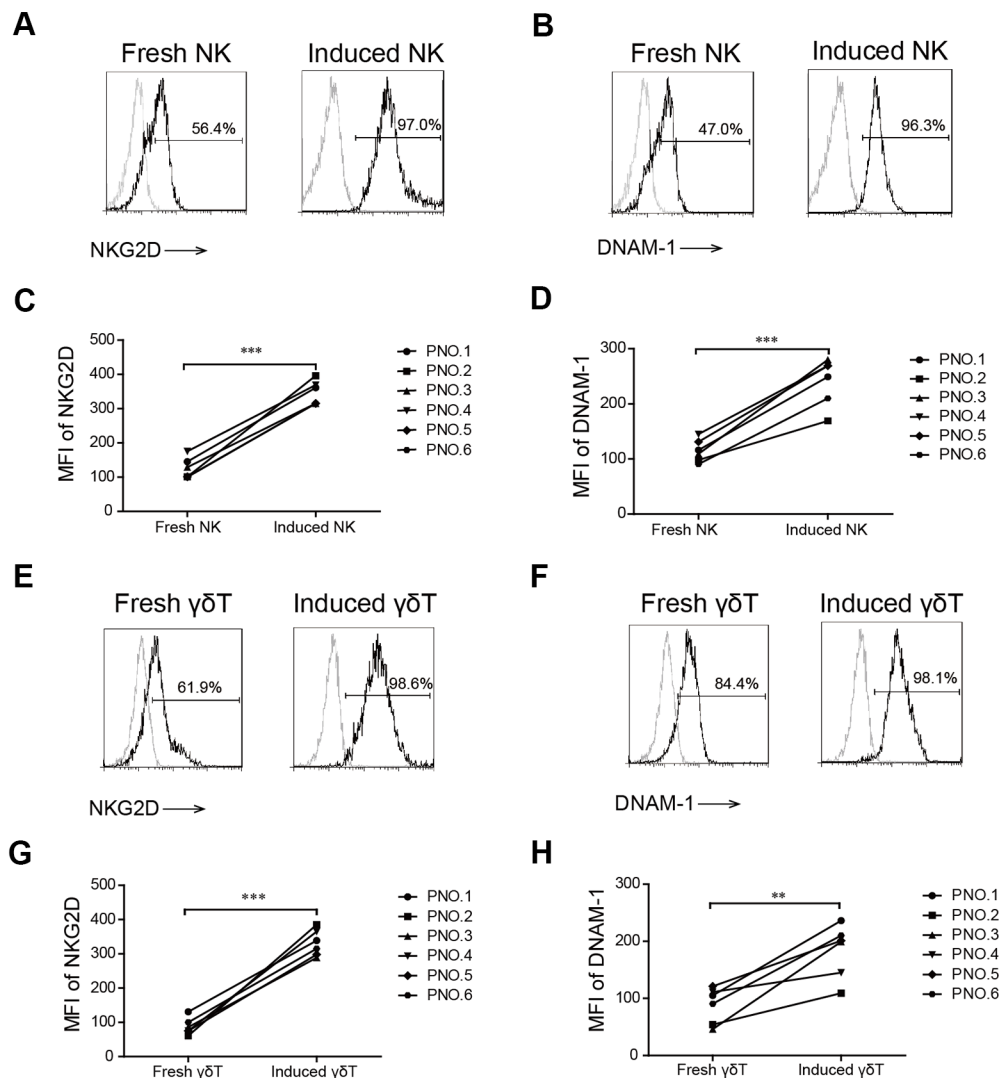 A
Fresh NK
Induced NK
56.4%
97.0%
NKG2D
B
Fresh NK
Induced NK
47.0%
96.3%
DNAM-1
C
MFI of NKG2D
500
400
300
200
100
0
***
Fresh NK
Induced NK
PNO.1
PNO.2
PNO.3
PNO.4
PNO.5
PNO.6
D
MFI of DNAM-1
300
200
100
0
***
Fresh NK
Induced NK
PNO.1
PNO.2
PNO.3
PNO.4
PNO.5
PNO.6
E
Fresh γδT
Induced γδT
61.9%
98.6%
NKG2D
F
Fresh γδT
Induced γδT
84.4%
98.1%
DNAM-1
G
MFI of NKG2D
500
400
300
200
100
0
***
Fresh γδT
Induced γδT
PNO.1
PNO.2
PNO.3
PNO.4
PNO.5
PNO.6
H
MFI of DNAM-1
300
200
100
0
**
Fresh γδT
Induced γδT
PNO.1
PNO.2
PNO.3
PNO.4
PNO.5
PNO.6